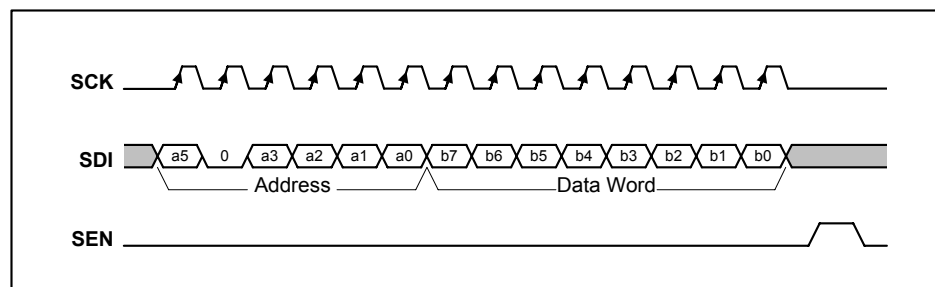 SCK
SDI a5 0 a3 a2 a1 a0 b7 b6 b5 b4 b3 b2 b1 b0
Address Data Word
SEN